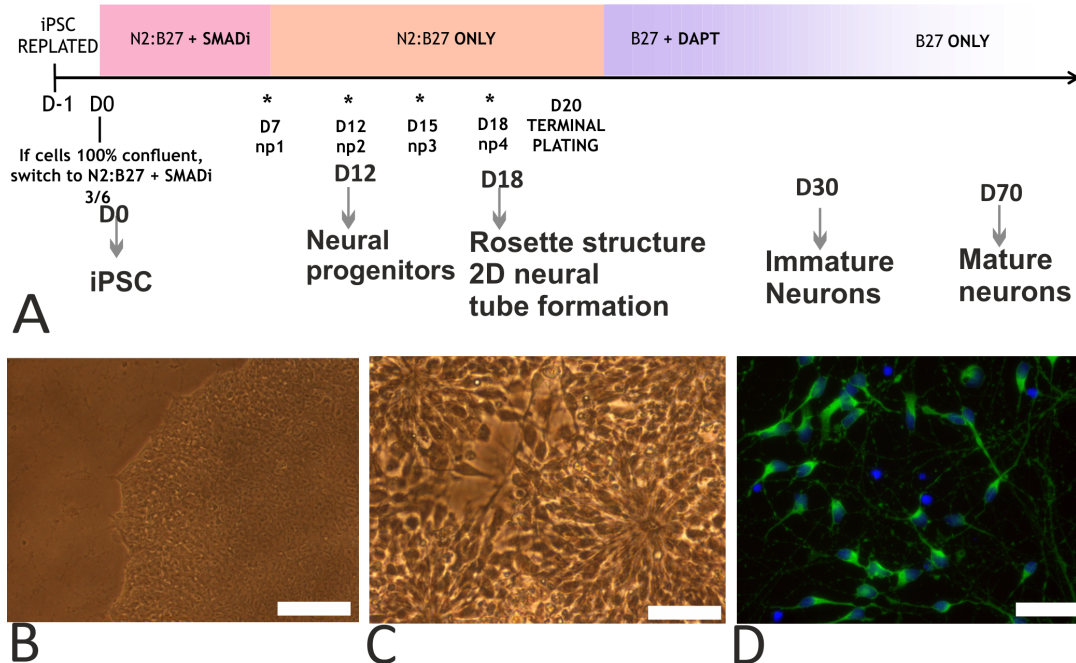 iPSC
REPLATED
N2:B27 + SMADi
N2:B27 ONLY
B27 + DAPT
B27 ONLY
D-1
D0
* * * *
D7
np1
D12
np2
D15
np3
D18
np4
D20
TERMINAL
PLATING
If cells 100% confluent,
switch to N2:B27 + SMADi
3/6
D0
iPSC
D12
Neural
progenitors
D18
Rosette structure
2D neural
tube formation
D30
Immature
Neurons
D70
Mature
neurons
A
B
C
D